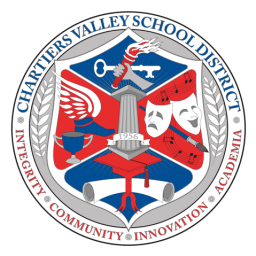 CHARTIERS VALLEY SCHOOL DISTRICT
1956
INTEGRITY • COMMUNITY • INNOVATION • ACADEMIA